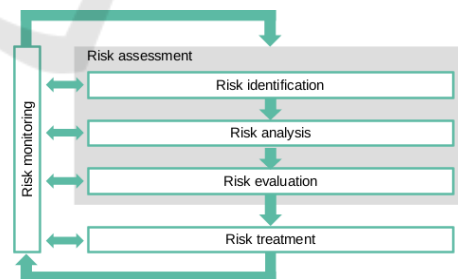 Risk assessment
Risk identification
Risk analysis
Risk evaluation
Risk treatment
Risk monitoring